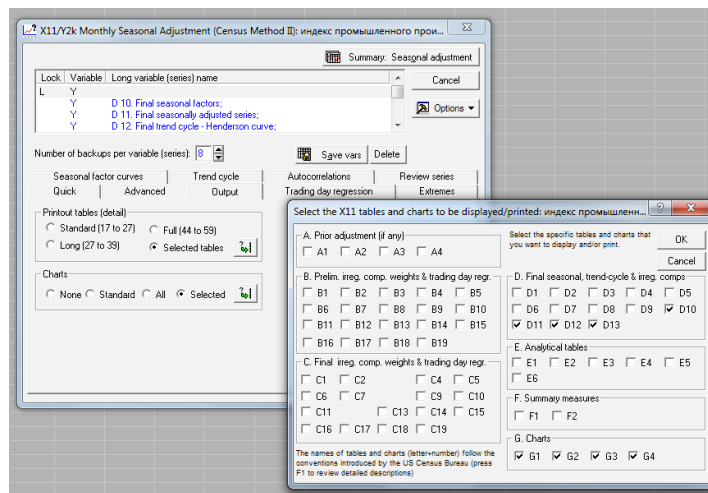 X11/Y2k Monthly Seasonal Adjustment (Census Method II): индекс промышленного прои...
Summary: Seasonal adjustment
Lock Variable Long variable (series) name
Cancel
L Y
Y D 10. Final seasonal factors;
Y D 11. Final seasonally adjusted series;
Y D 12. Final trend cycle - Henderson curve;
Options
Number of backups per variable (series): 8
Save vars Delete
Seasonal factor curves Trend cycle Autocorrelations Review series
Quick Advanced Output Trading day regression Extremes
Printout tables (detail)
Standard (17 to 27) Full (44 to 59)
Long (27 to 39) Selected tables
Charts
None Standard All Selected
Select the X11 tables and charts to be displayed/printed: индекс промышленн...
A. Prior adjustment (if any)
A1 A2 A3 A4
Select the specific tables and charts that
you want to display and/or print.
OK
Cancel
B. Prelim. irreg. comp. weights & trading day regr.
B1 B2 B3 B4 B5
B6 B7 B8 B9 B10
B11 B12 B13 B14 B15
B16 B17 B18 B19
C. Final irreg. comp. weights & trading day regr.
C1 C2 C4 C5
C6 C7 C9 C10
C11 C13 C14 C15
C16 C17 C18 C19
The names of tables and charts (letter+number) follow the
conventions introduced by the US Census Bureau (press
F1 to review detailed descriptions)
D. Final seasonal, trend-cycle & irreg. comps
D1 D2 D3 D4 D5
D6 D7 D8 D9 D10
D11 D12 D13
E. Analytical tables
E1 E2 E3 E4 E5
E6
F. Summary measures
F1 F2
G. Charts
G1 G2 G3 G4